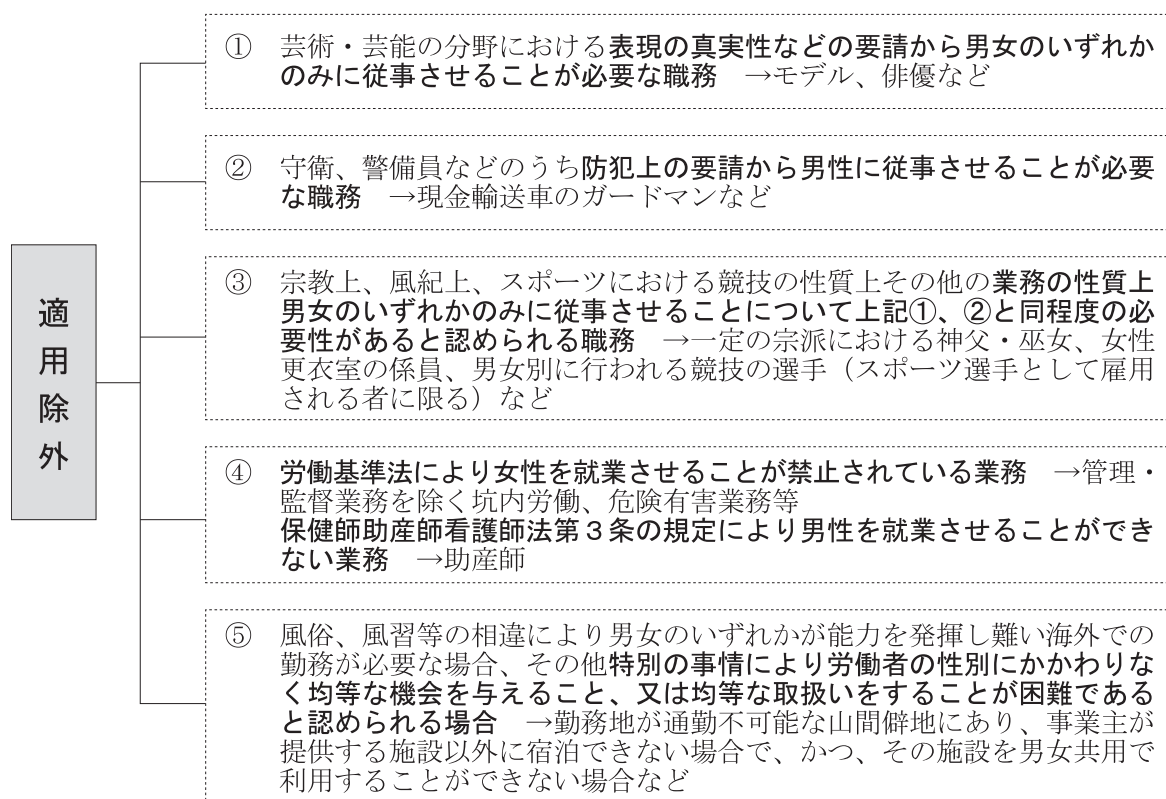 適用除外
① 芸術・芸能の分野における表現の真実性などの要請から男女のいずれか
のみに従事させることが必要な職務 →モデル、俳優など
② 守衛、警備員などのうち防犯上の要請から男性に従事させることが必要
な職務 →現金輸送車のガードマンなど
③ 宗教上、風紀上、スポーツにおける競技の性質上その他の業務の性質上
男女のいずれかのみに従事させることについて上記①、②と同程度の必
要性があると認められる職務 →一定の宗派における神父・巫女、女性
更衣室の係員、男女別に行われる競技の選手（スポーツ選手として雇用
される者に限る）など
④ 労働基準法により女性を就業させることが禁止されている業務 →管理・
監督業務を除く坑内労働、危険有害業務等
保健師助産師看護師法第３条の規定により男性を就業させることができ
ない業務 →助産師
⑤ 風俗、風習等の相違により男女のいずれかが能力を発揮し難い海外での
勤務が必要な場合、その他特別の事情により労働者の性別にかかわりな
く均等な機会を与えること、又は均等な取扱いをすることが困難である
と認められる場合 →勤務地が通勤不可能な山間僻地にあり、事業主が
提供する施設以外に宿泊できない場合で、かつ、その施設を男女共用で
利用することができない場合など